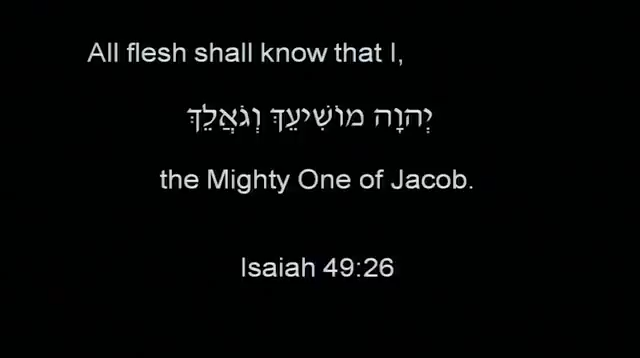 All flesh shall know that I,
יְהוָה מוֹשִׁיעֵךְ וְגֹאֲלֵךְ
the Mighty One of Jacob.
Isaiah 49:26